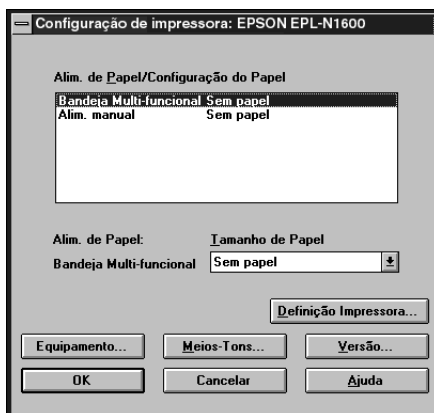 Configuração de impressora: EPSON EPL-N1600
Alim. de Papel/Configuração do Papel
Bandeja Multi-funcional Sem papel
Alim. manual Sem papel
Alim. de Papel: Tamanho de Papel
Bandeja Multi-funcional Sem papel
Definição Impressora...
Equipamento... Meios-Tons... Versão...
OK Cancelar Ajuda